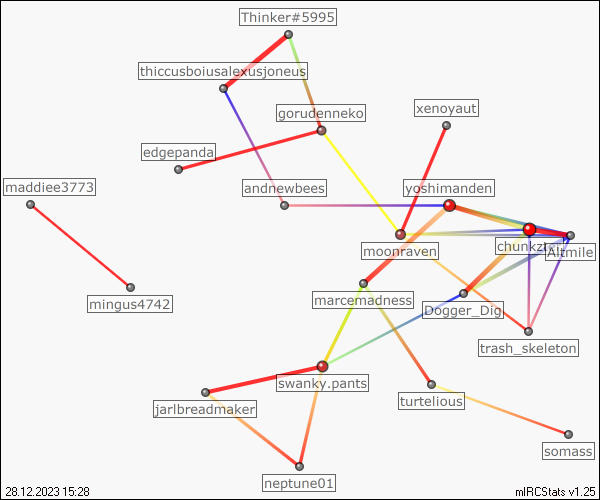 Thinker#5995
thiccusboiusalexusjoneus
xenoyaut
gorudenneko
edgepanda
maddiee3773
andnewbees
yoshimanden
chunkzt
moonraven
Altmile
mingus4742
marcemadness
Dogger_Dig
trash_skeleton
swanky.pants
turtelious
jarlbreadmaker
somass
neptune01
28.12.2023 15:28
mIRCStats v1.25